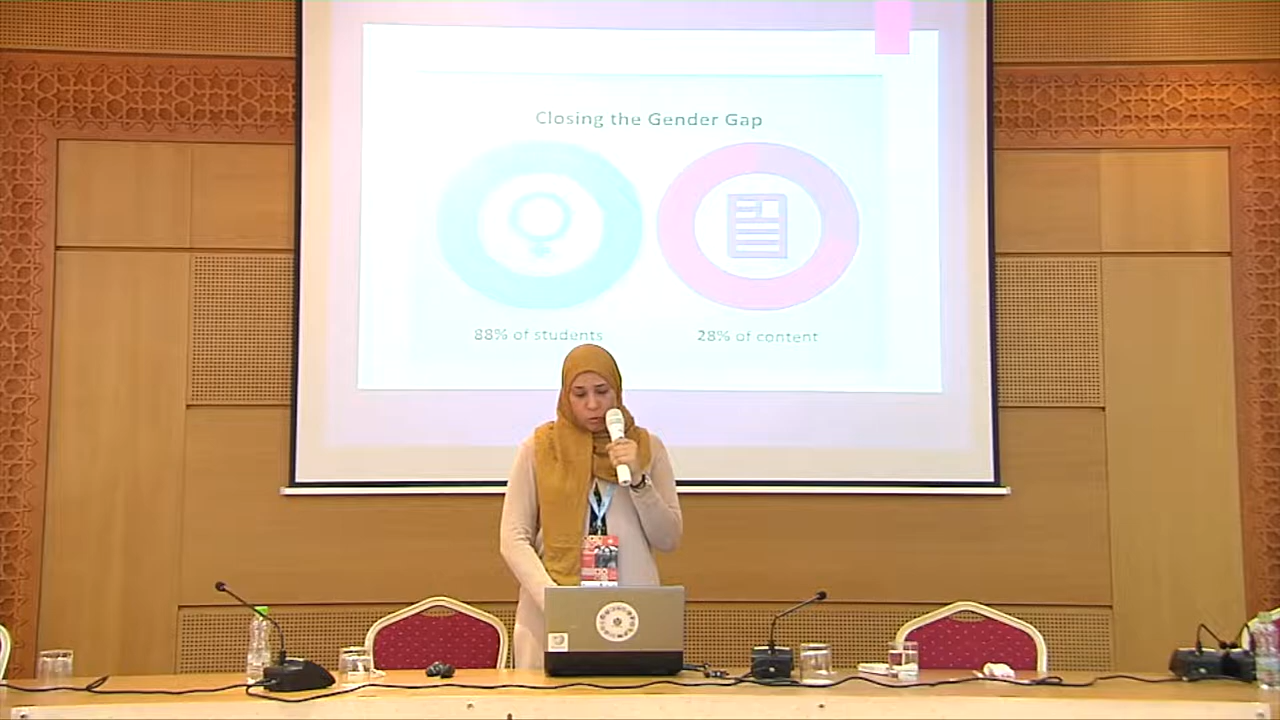 Closing the Gender Gap
88% of students
28% of content